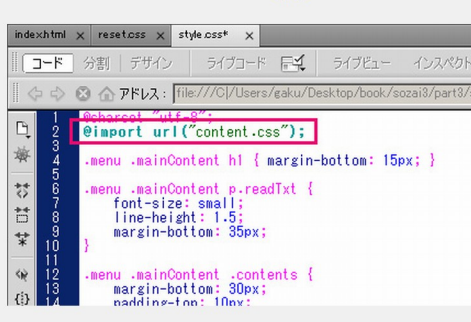 index.html × reset.css × style.css* ×
コード 分割 デザイン ライブコード ライブビュー インスペクト
アドレス: file:///C|/Users/gaku/Desktop/book/sozai3/part3/
1 @charset "utf-8";
2 @import url("content.css");
3
4 .menu .mainContent h1 { margin-bottom: 15px; }
5
6 .menu .mainContent p.readTxt {
7 font-size: small;
8 line-height: 1.5;
9 margin-bottom: 35px;
10 }
11
12 .menu .mainContent .contents {
13 margin-bottom: 30px;
14 padding-top: 10px;